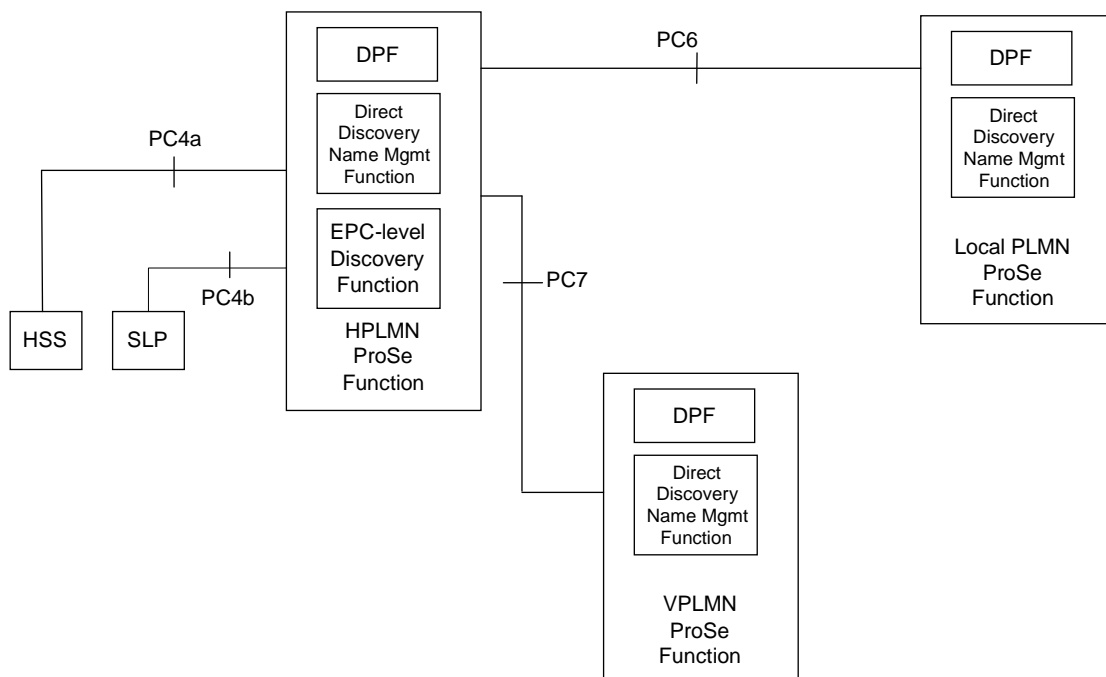 PC6
DPF
DPF
Direct
Discovery
Name Mgmt
Function
Direct
Discovery
Name Mgmt
Function
PC4a
EPC-level
Discovery
Function
Local PLMN
ProSe
Function
PC4b
PC7
HSS
SLP
HPLMN
ProSe
Function
DPF
Direct
Discovery
Name Mgmt
Function
VPLMN
ProSe
Function